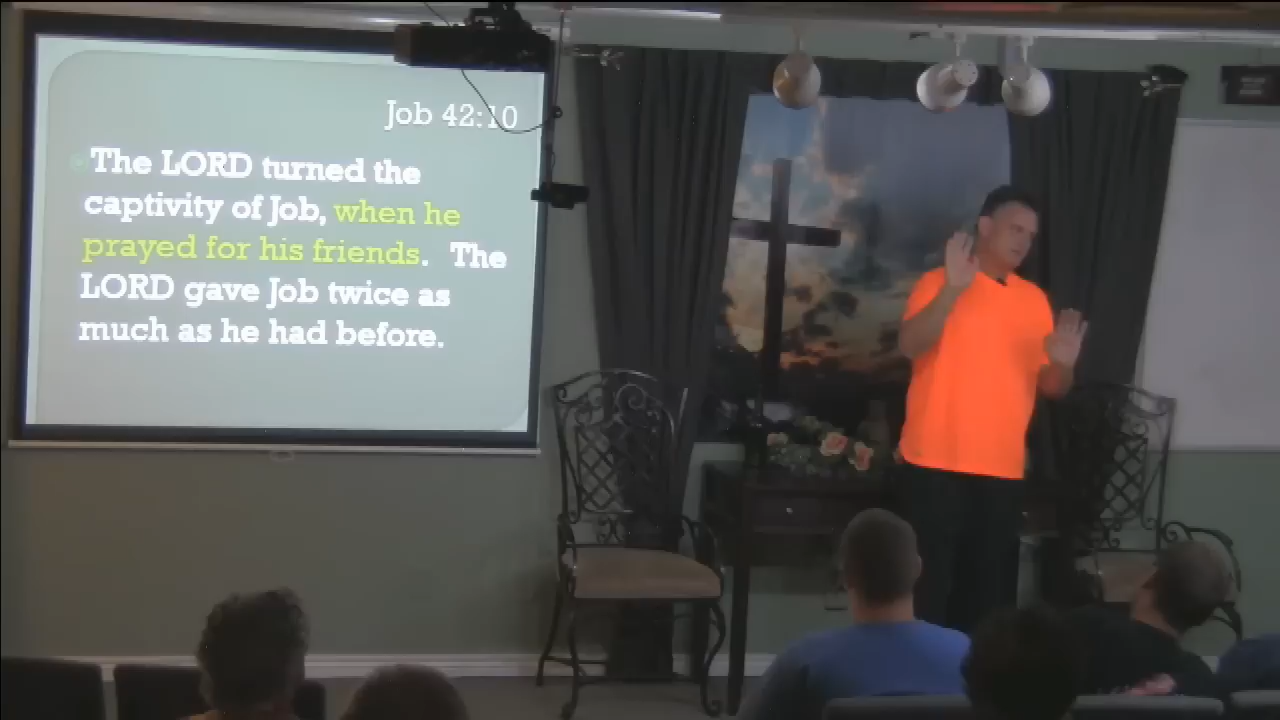 Job 42:10
The LORD turned the
captivity of Job, when he
prayed for his friends. The
LORD gave Job twice as
much as he had before.